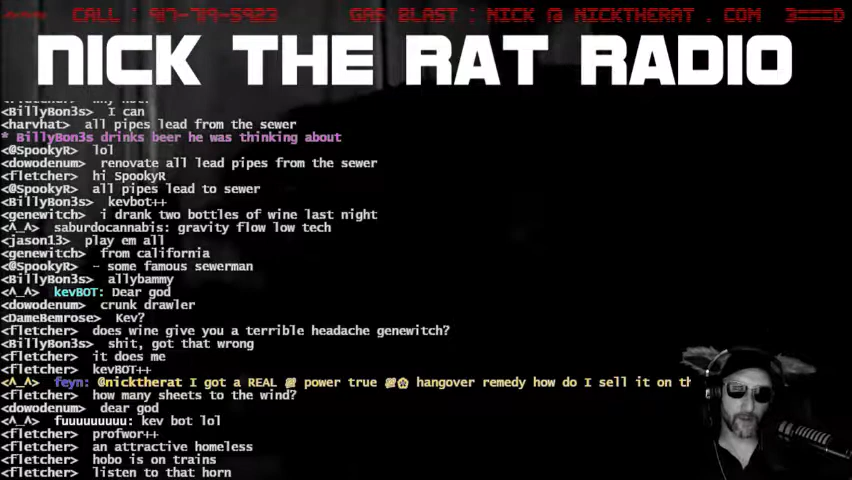 CALL : 917-719-5923 GAS BLAST : NICK @ NICKTHERAT . COM 3===D
NICK THE RAT RADIO
<BillyBon3s> I can
<harvhat> all pipes lead from the sewer
* BillyBon3s drinks beer he was thinking about
<@SpookyR> lol
<dowodenum> renovate all lead pipes from the sewer
<fletcher> hi SpookyR
<@SpookyR> all pipes lead to sewer
<BillyBon3s> kevbot++
<genewitch> i drank two bottles of wine last night
<^_^> saburdocannabis: gravity flow low tech
<jason13> play em all
<genewitch> from california
<@SpookyR> - some famous sewerman
<BillyBon3s> allybammy
<^_^> kevBOT: Dear god
<dowodenum> crunk drawler
<DameBemrose> Kev?
<fletcher> does wine give you a terrible headache genewitch?
<BillyBon3s> shit, got that wrong
<fletcher> it does me
<fletcher> kevBOT++
<^_^> feyn: @nicktherat I got a REAL power true hangover remedy how do I sell it on th
<fletcher> how many sheets to the wind?
<dowodenum> dear god
<^_^> fuuuuuuuuu: kev bot lol
<fletcher> profwor++
<fletcher> an attractive homeless
<fletcher> hobo is on trains
<fletcher> listen to that horn